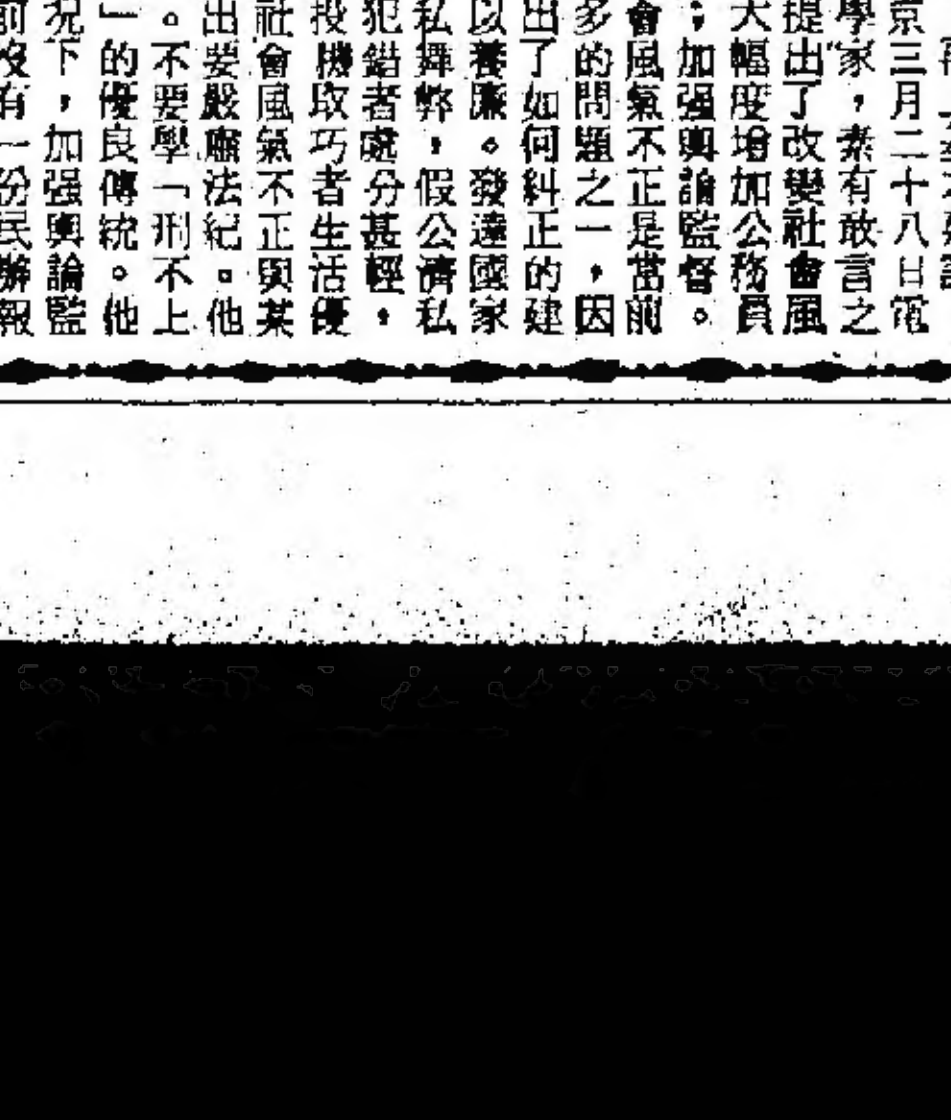 京三月二十八日電
學家，素有敢言之
提出了改變社會風
大幅度增加公務員
；加强輿論監督。
會風氣不正是當前
多的問題之一，因
出了如何糾正的建
以養廉。發達國家
私舞弊，假公濟私
犯錯者處分甚輕，
投機取巧者生活優
社會風氣不正與某
出要嚴肅法紀。他
。不要學「刑不上
」的優良傳統。他
況下，加强輿論監
前沒有一份民辦報